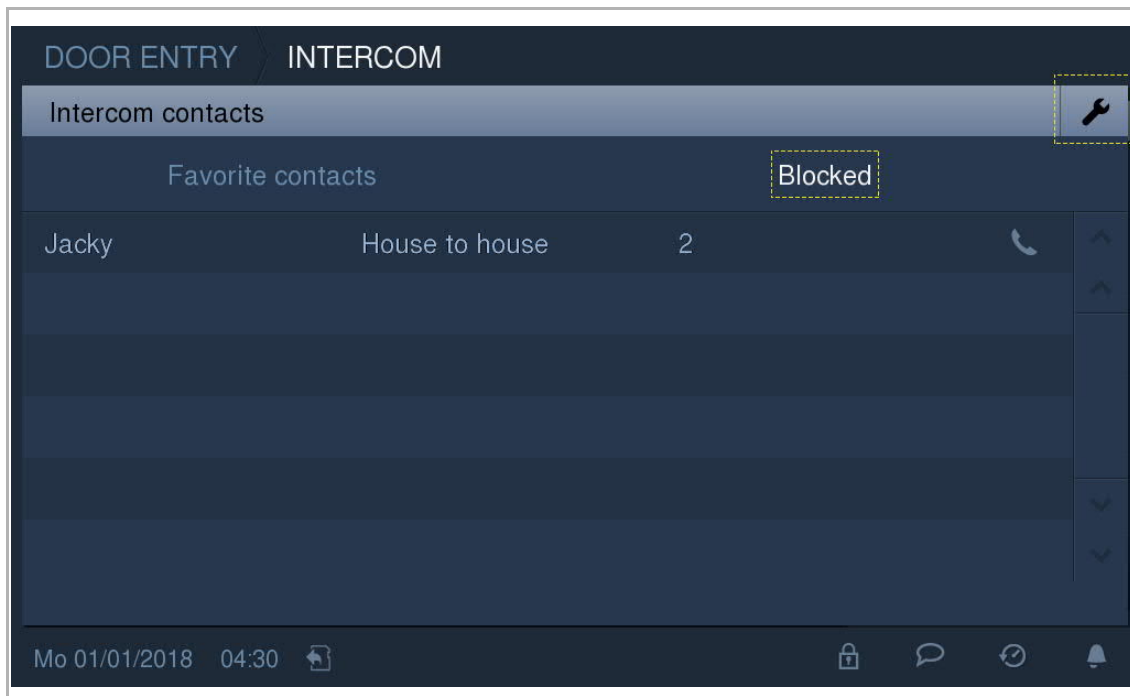 DOOR ENTRY INTERCOM
Intercom contacts
Favorite contacts Blocked
Jacky House to house 2
Mo 01/01/2018 04:30